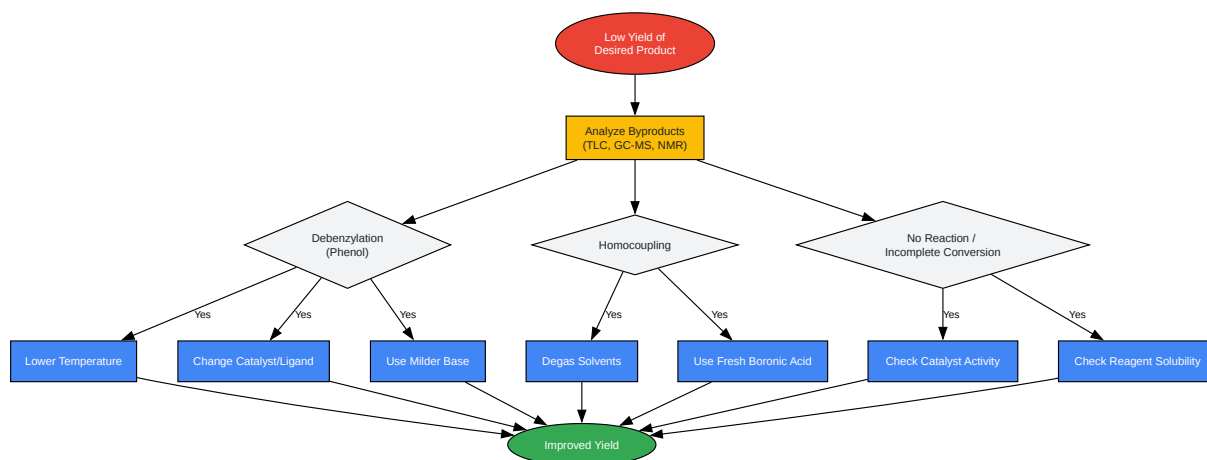 Low Yield of
Desired Product
Analyze Byproducts
(TLC, GC-MS, NMR)
Debenzylation
(Phenol)
Homocoupling
No Reaction /
Incomplete Conversion
Yes
Yes
Yes
Yes
Yes
Yes
Yes
Lower Temperature
Change Catalyst/Ligand
Use Milder Base
Degas Solvents
Use Fresh Boronic Acid
Check Catalyst Activity
Check Reagent Solubility
Improved Yield